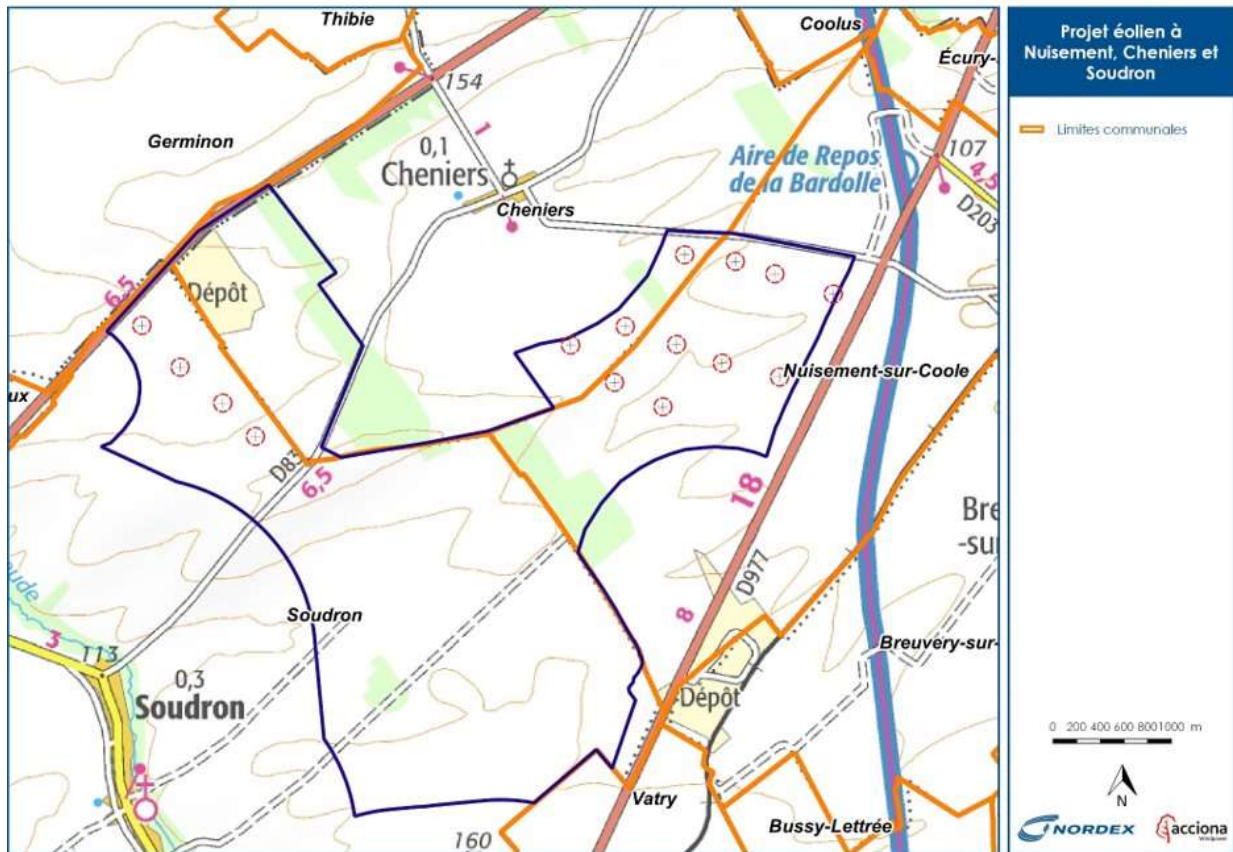 Thibie
Coolus
Écury-
154
Germinon
1
0,1
Cheniers
Cheniers
Aire de Repos
de la Bardolle
107
4,5
D203
6,5
Dépôt
ux
Nuisement-sur-Coole
D83
6,5
18
Bre
-sur
D977
8
Soudron
Breuvery-sur-
3
113
0,3
Soudron
Dépôt
Vatry
160
Bussy-Lettrée
Projet éolien à
Nuisement, Cheniers et
Soudron
Limites communales
0 200 400 600 800 1000 m
N
NORDEX
acciona